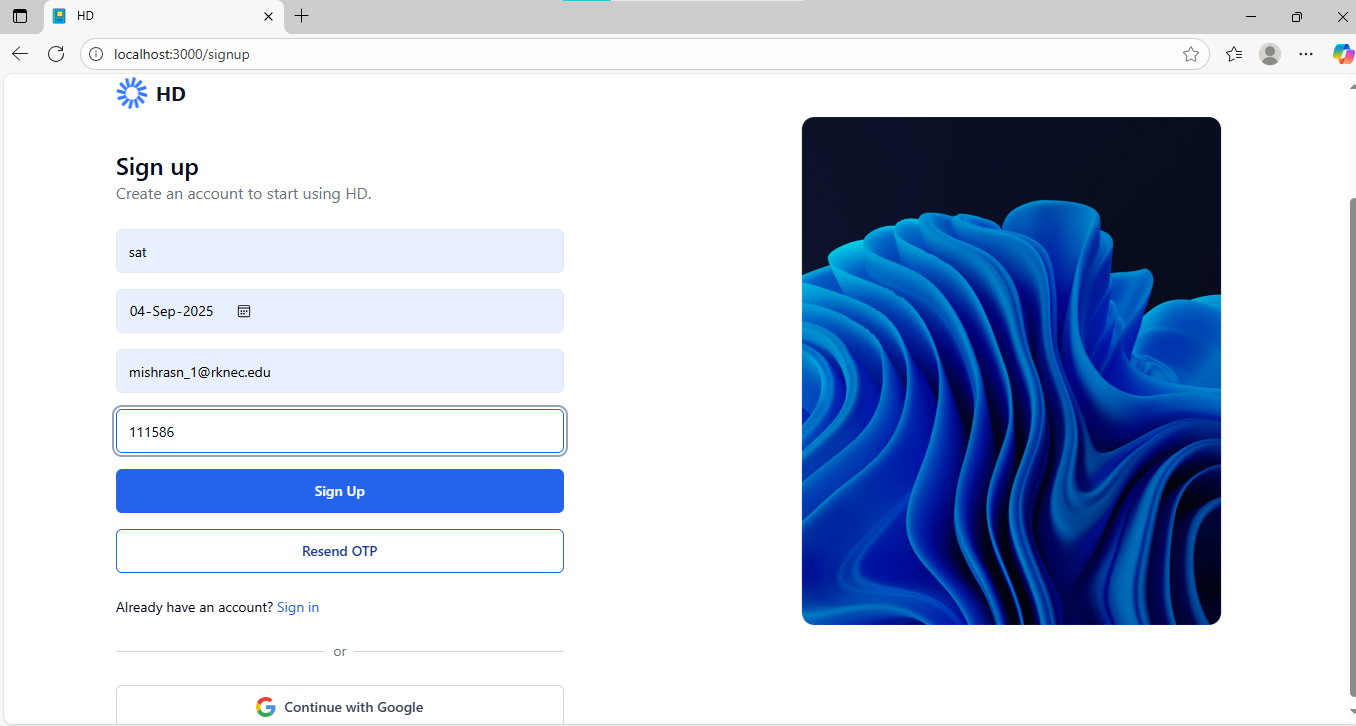 HD
localhost:3000/signup
HD
Sign up
Create an account to start using HD.
sat
04-Sep-2025
mishrasn_1@rknec.edu
111586
Sign Up
Resend OTP
Already have an account? Sign in
or
Continue with Google